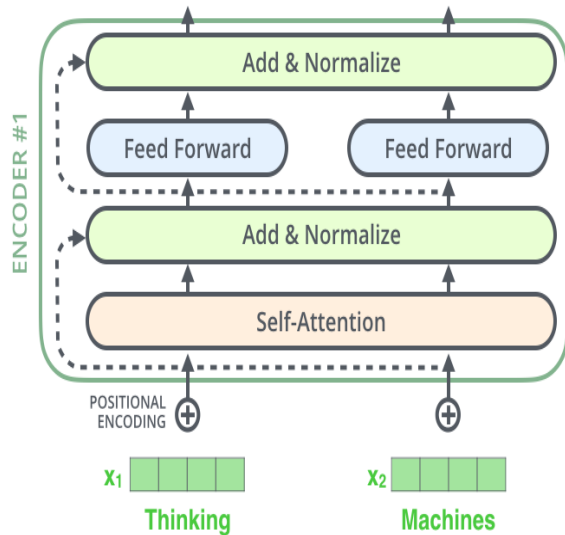 Add & Normalize
Feed Forward
Feed Forward
ENCODER #1
Add & Normalize
Self-Attention
POSITIONAL
ENCODING
x1
x2
Thinking
Machines